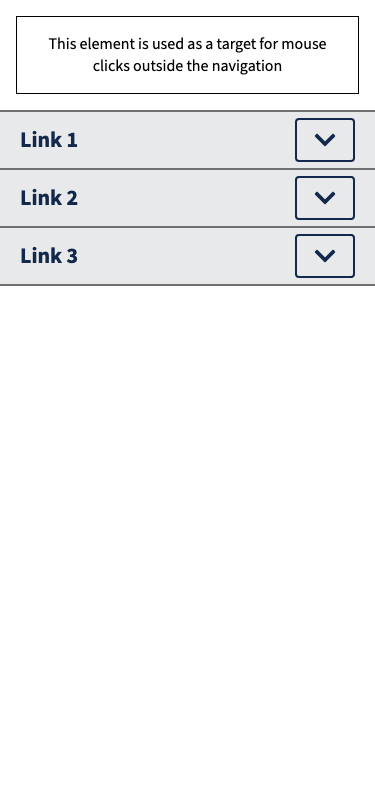 This element is used as a target for mouse
clicks outside the navigation
Link 1
Link 2
Link 3